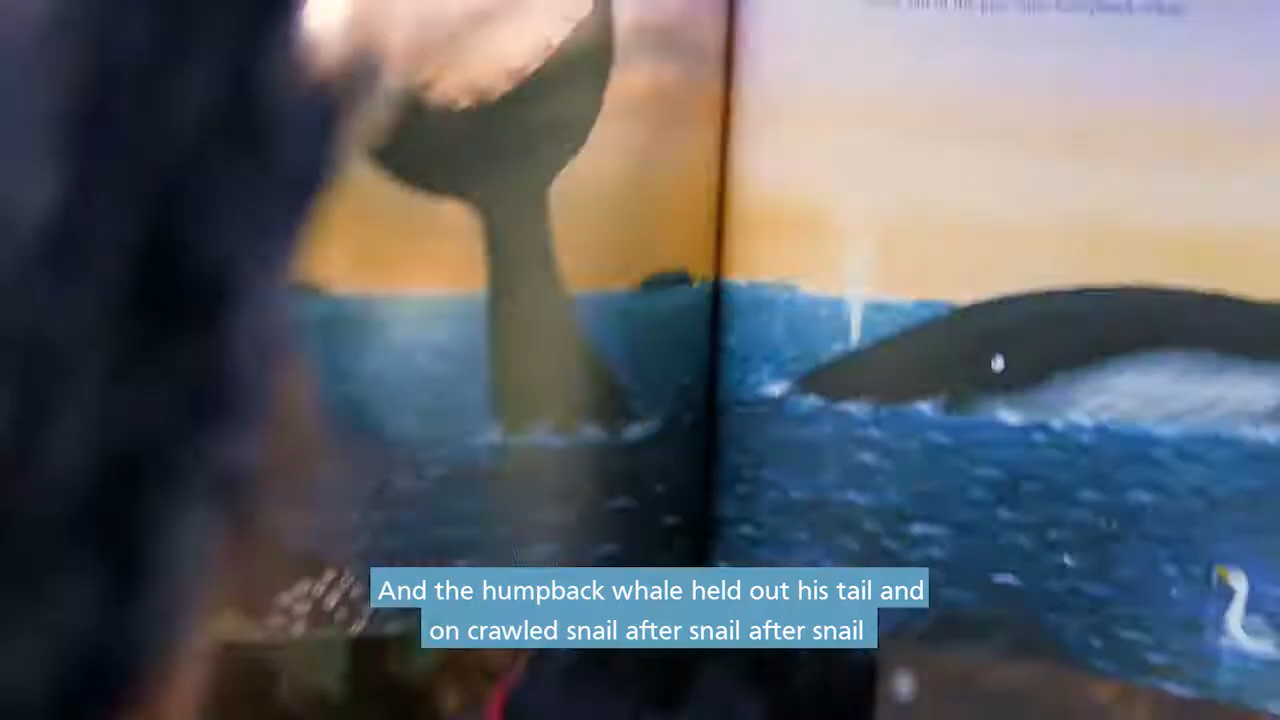 And the humpback whale held out his tail and
on crawled snail after snail after snail